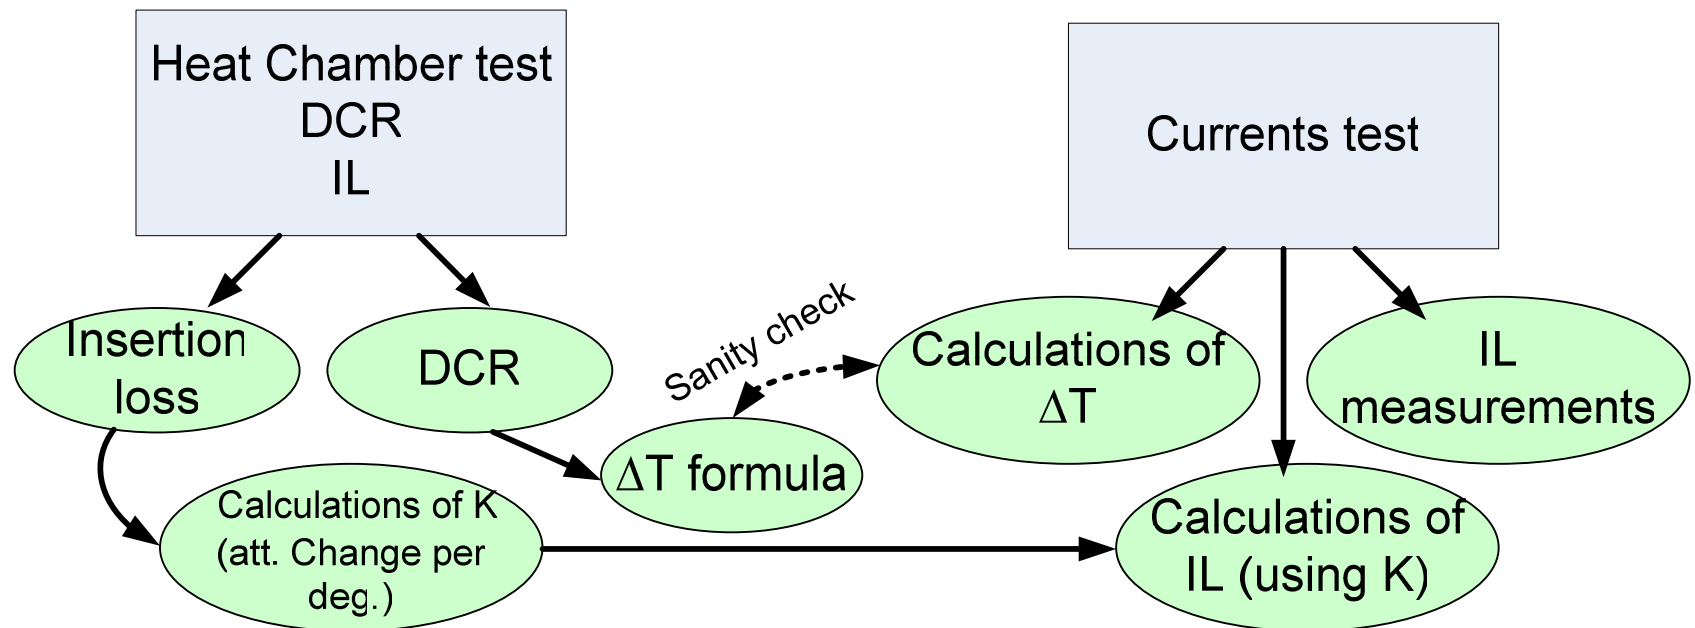 Heat Chamber test
DCR
IL
Currents test
Insertion
loss
DCR
Sanity check
Calculations of
ΔT
IL
measurements
ΔT formula
Calculations of K
(att. Change per
deg.)
Calculations of
IL (using K)